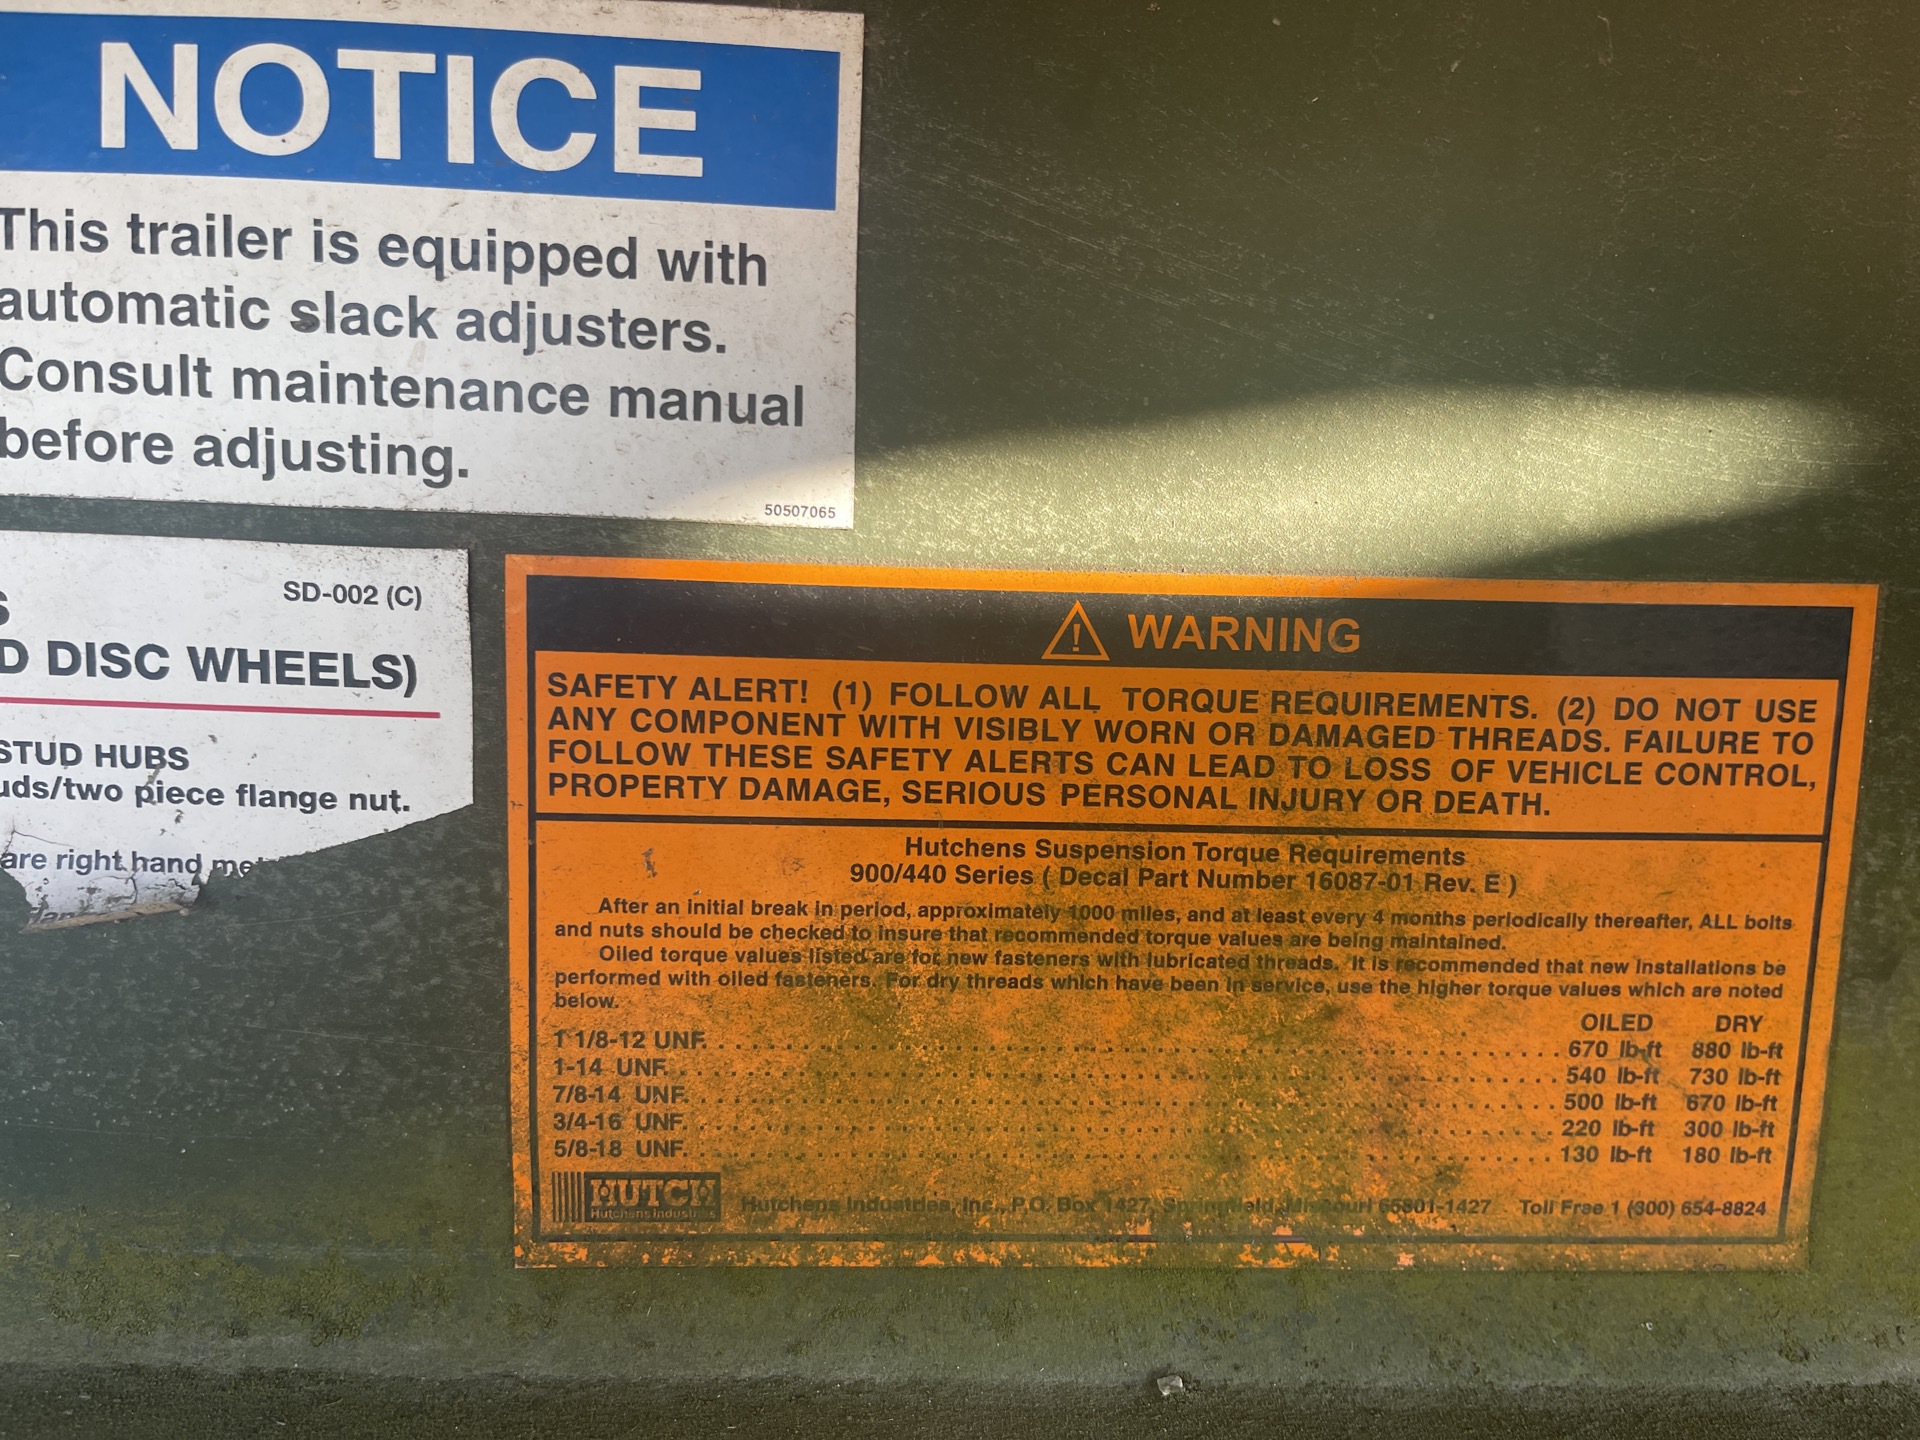 NOTICE
This trailer is equipped with
automatic slack adjusters.
Consult maintenance manual
before adjusting.
50507065
SD-002 (C)
S
D DISC WHEELS)
STUD HUBS
uds/two piece flange nut.
are right hand me
WARNING
SAFETY ALERT! (1) FOLLOW ALL TORQUE REQUIREMENTS. (2) DO NOT USE
ANY COMPONENT WITH VISIBLY WORN OR DAMAGED THREADS. FAILURE TO
FOLLOW THESE SAFETY ALERTS CAN LEAD TO LOSS OF VEHICLE CONTROL,
PROPERTY DAMAGE, SERIOUS PERSONAL INJURY OR DEATH.
Hutchens Suspension Torque Requirements
900/440 Series ( Decal Part Number 16087-01 Rev. E )
After an initial break in period, approximately 1000 miles, and at least every 4 months periodically thereafter, ALL bolts
and nuts should be checked to insure that recommended torque values are being maintained.
Oiled torque values listed are for new fasteners with lubricated threads. It is recommended that new installations be
performed with oiled fasteners. For dry threads which have been in service, use the higher torque values which are noted
below.
OILED DRY
1 1/8-12 UNF. 670 lb-ft 880 lb-ft
1-14 UNF. 540 lb-ft 730 lb-ft
7/8-14 UNF. 500 lb-ft 670 lb-ft
3/4-16 UNF. 220 lb-ft 300 lb-ft
5/8-18 UNF. 130 lb-ft 180 lb-ft
HUTCH
Hutchens Industries
Hutchens Industries, Inc., P.O. Box 1427, Springfield, Missouri 65801-1427 Toll Free 1 (800) 654-8824